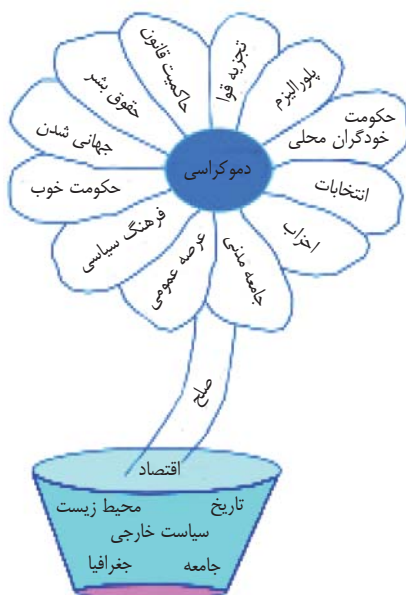 تجزیه قوا
پلورالیزم
حکومت
خودگران محلی
انتخابات
احزاب
جامعه مدنی
عرصه عمومی
فرهنگ سیاسی
حکومت خوب
جهانی شدن
حقوق بشر
حاکمیت قانون
دموکراسی
صلح
اقتصاد
تاریخ
محیط زیست
سیاست خارجی
جامعه
جغرافیا